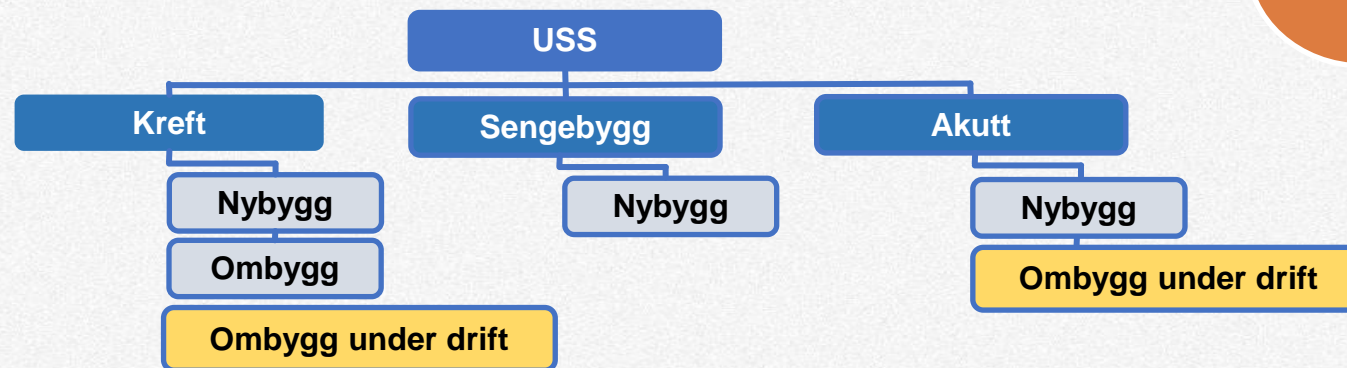 USS
Kreft
Nybygg
Ombygg
Ombygg under drift
Sengebygg
Nybygg
Akutt
Nybygg
Ombygg under drift